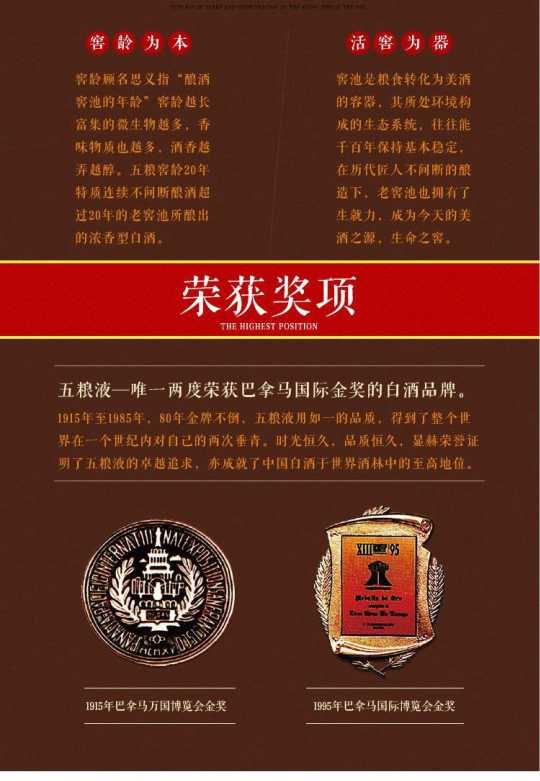 窖龄为本
窖龄顾名思义指“酿酒
窖池的年龄”窖龄越长
富集的微生物越多，香
味物质也越多，酒香越
弄越醇。五粮窖龄20年
特质连续不间断酿酒超
过20年的老窖池所酿出
的浓香型白酒。
活窖为器
窖池是粮食转化为美酒
的容器，其所处环境构
成的生态系统，往往能
千百年保持基本稳定。
在历代匠人不间断的酿
造下，老窖池也拥有了
生就力，成为今天的美
酒之源，生命之窖。
荣获奖项
THE HIGHEST POSITION
五粮液—唯一两度荣获巴拿马国际金奖的白酒品牌。
1915年至1985年，80年金牌不倒，五粮液用如一的品质，得到了整个世
界在一个世纪内对自己的两次垂青。时光恒久，品质恒久，显赫荣誉证
明了五粮液的卓越追求，亦成就了中国白酒于世界酒林中的至高地位。
XIII '95
Medalla de Oro
1915年巴拿马万国博览会金奖
1995年巴拿马国际博览会金奖